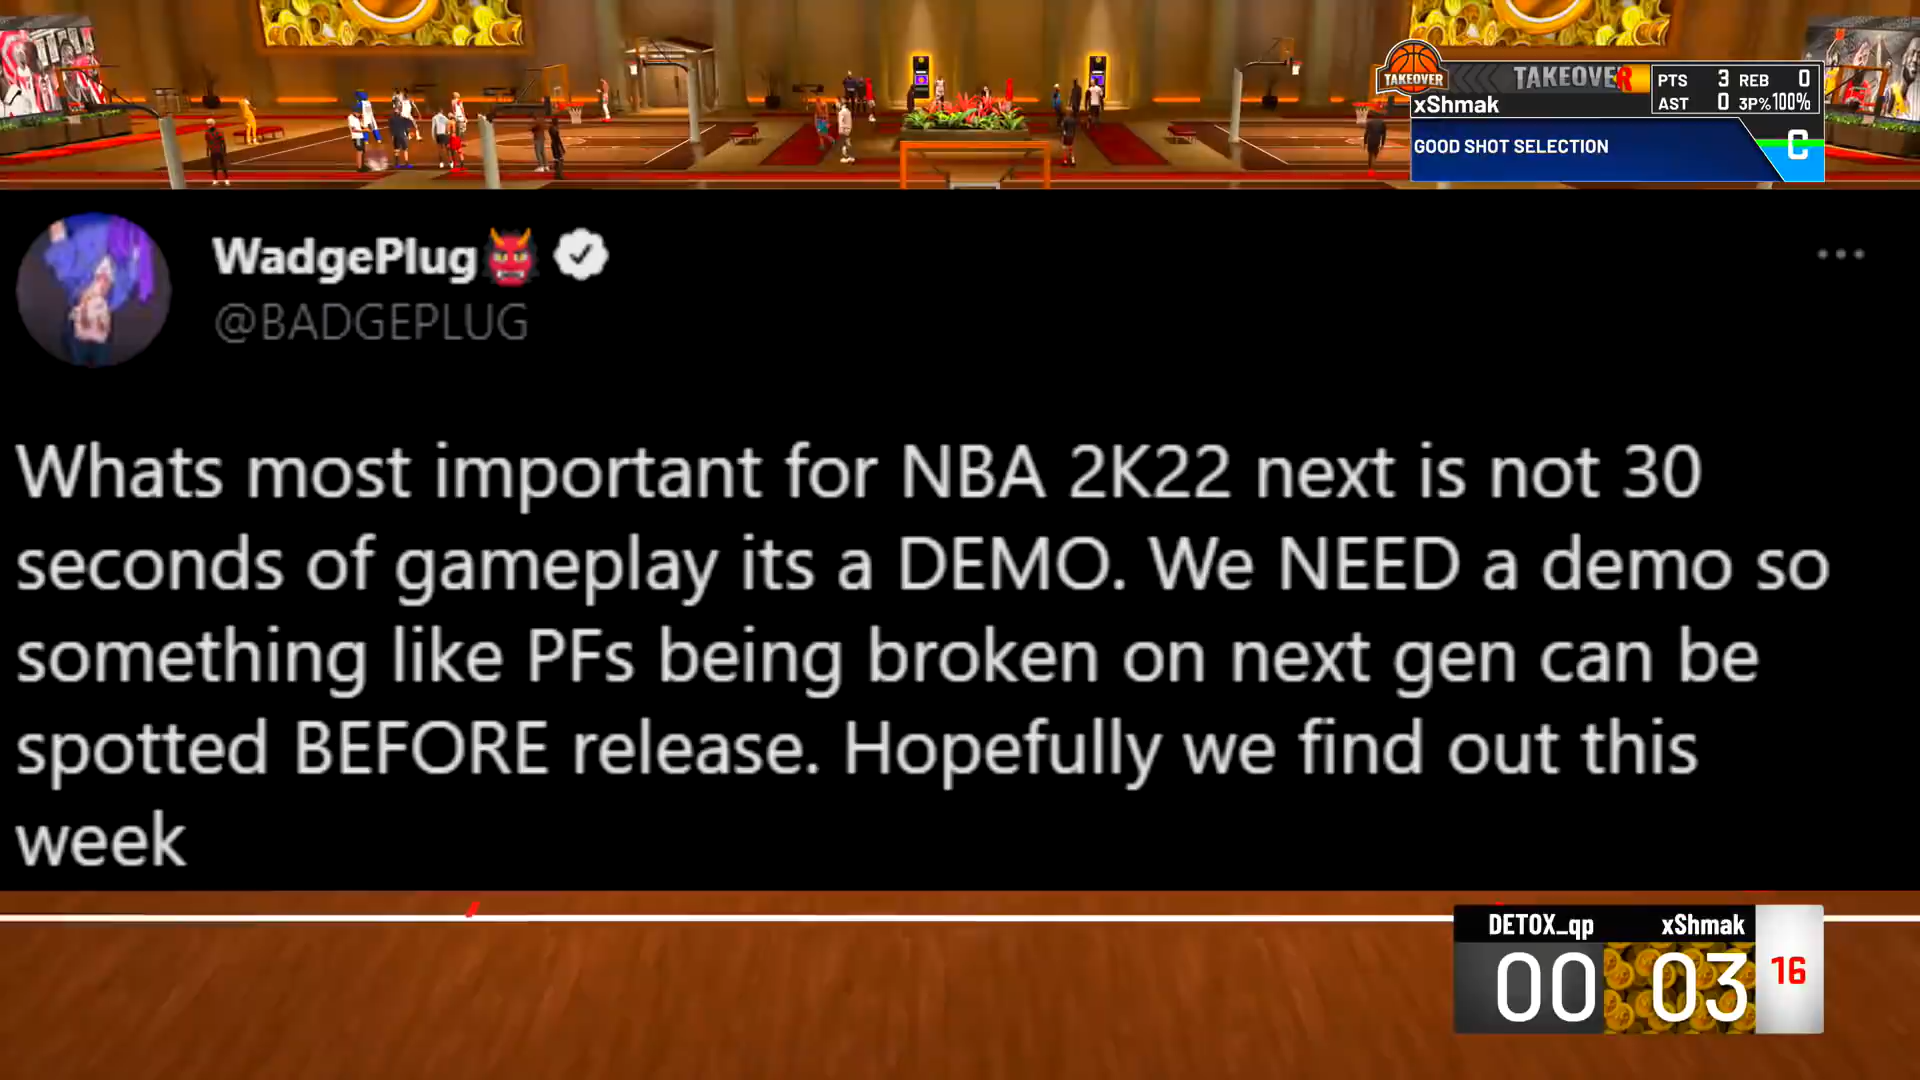 TAKEOVER
TAKEOVER
PTS 3 REB 0
xShmak
AST 0 3P% 100%
GOOD SHOT SELECTION
C
WadgePlug👹
@BADGEPLUG
Whats most important for NBA 2K22 next is not 30
seconds of gameplay its a DEMO. We NEED a demo so
something like PFs being broken on next gen can be
spotted BEFORE release. Hopefully we find out this
week
DETOX_qp xShmak
00 03 16